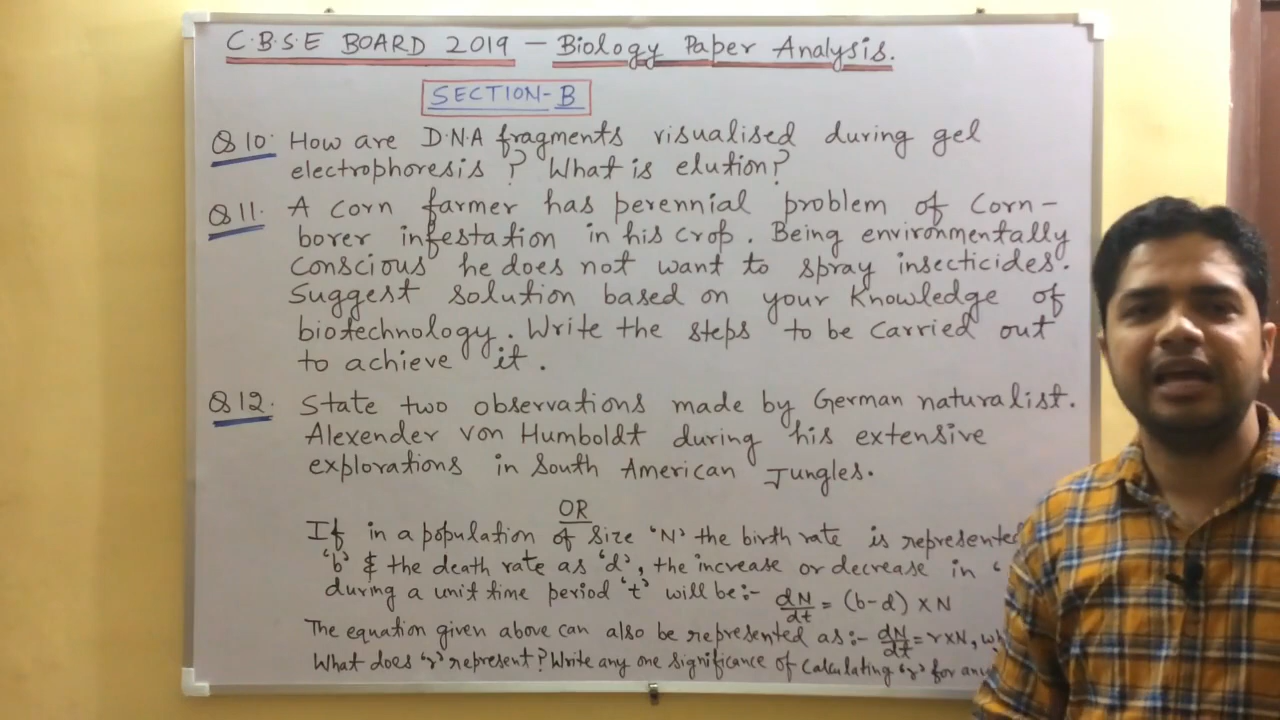 C.B.S.E BOARD 2019 - Biology Paper Analysis.
SECTION-B
Q10. How are D.N.A fragments visualised during gel
electrophoresis? What is elution?
Q11. A corn farmer has perennial problem of Corn-
borer infestation in his crop. Being environmentally
conscious he does not want to spray insecticides.
Suggest solution based on your Knowledge of
biotechnology. Write the steps to be carried out
to achieve it.
Q12. State two observations made by German naturalist.
Alexender von Humboldt during his extensive
explorations in South American Jungles.
OR
If in a population of size 'N' the birth rate is represented
'b' & the death rate as 'd', the increase or decrease in '
during a unit time period 't' will be:- dN/dt = (b-d) x N
The equation given above can also be represented as:- dN/dt = rxN,
What does 'r' represent? Write any one significance of calculating 'r' for any